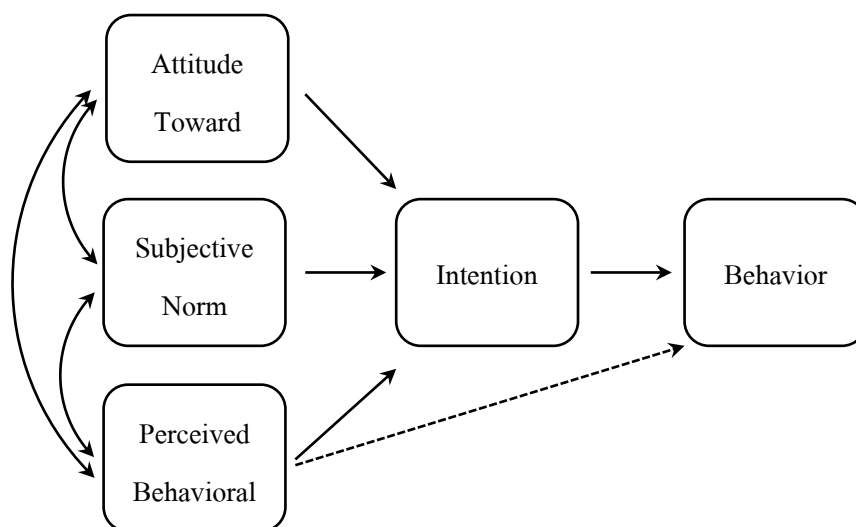 Attitude
Toward
Subjective
Norm
Intention
Behavior
Perceived
Behavioral